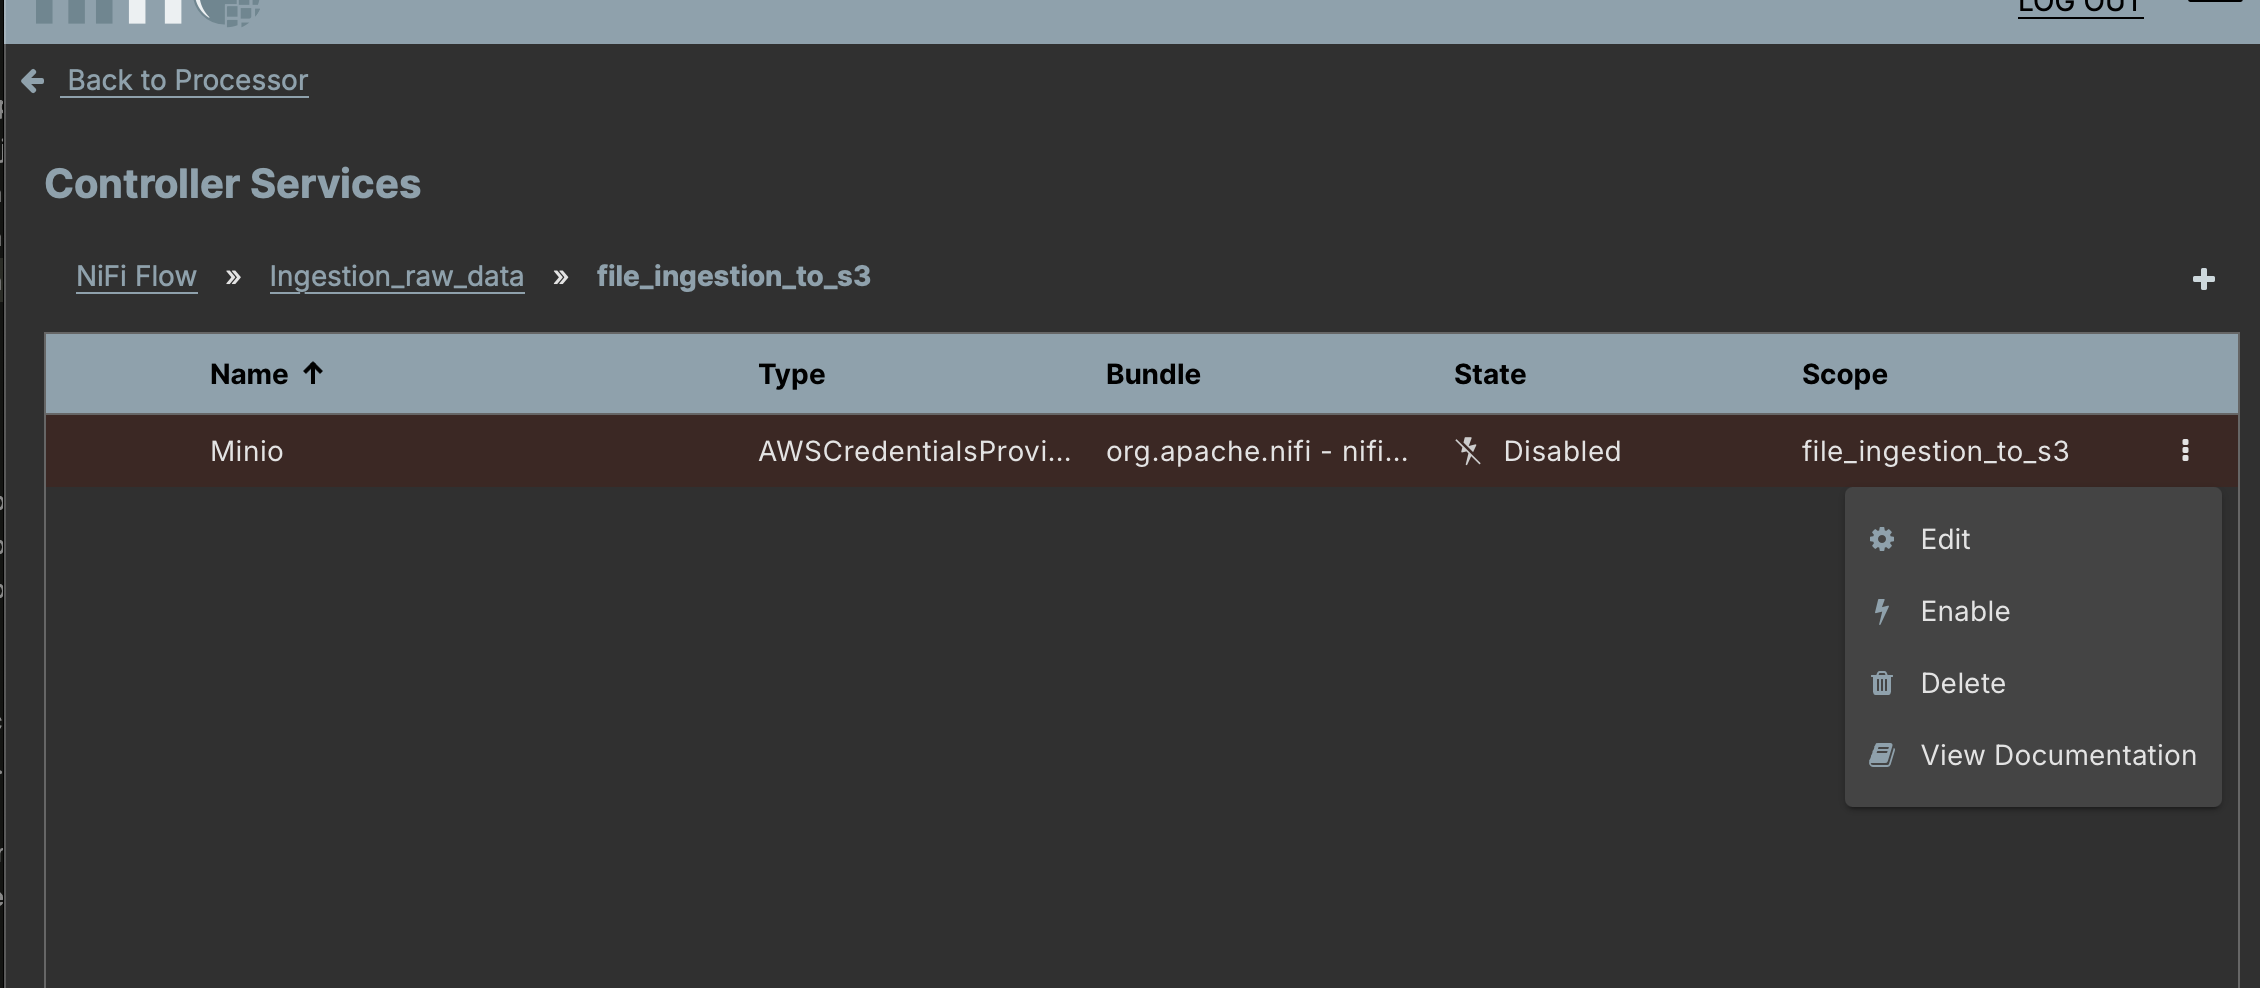 LOG OUT
Back to Processor
Controller Services
NiFi Flow » Ingestion_raw_data » file_ingestion_to_s3
Name Type Bundle State Scope
Minio AWSCredentialsProvi... org.apache.nifi - nifi... Disabled file_ingestion_to_s3
Edit
Enable
Delete
View Documentation